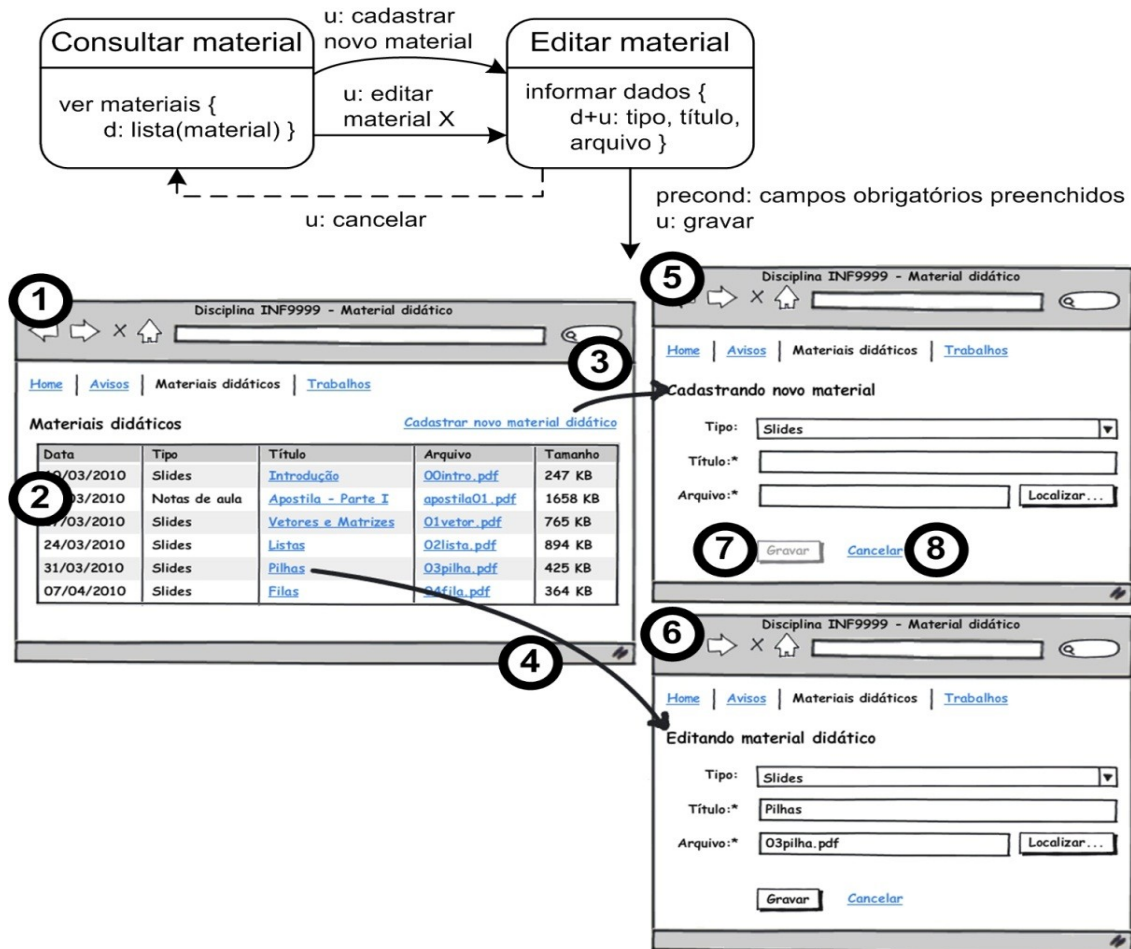 Consultar material
ver materiais {
d: lista(material) }
u: cadastrar
novo material
u: editar
material X
Editar material
informar dados {
d+u: tipo, título,
arquivo }
u: cancelar
precond: campos obrigatórios preenchidos
u: gravar
1
Disciplina INF9999 - Material didático
3
Home | Avisos | Materiais didáticos | Trabalhos
Materiais didáticos Cadastrar novo material didático
Data Tipo Título Arquivo Tamanho
/03/2010 Slides Introdução 00intro.pdf 247 KB
2
/03/2010 Notas de aula Apostila - Parte I apostila01.pdf 1658 KB
/03/2010 Slides Vetores e Matrizes 01vetor.pdf 765 KB
24/03/2010 Slides Listas 02lista.pdf 894 KB
31/03/2010 Slides Pilhas 03pilha.pdf 425 KB
07/04/2010 Slides Filas 04fila.pdf 364 KB
4
5
Disciplina INF9999 - Material didático
Home | Avisos | Materiais didáticos | Trabalhos
Cadastrando novo material
Tipo: Slides
Título:*
Arquivo:* Localizar...
7 Gravar Cancelar 8
6
Disciplina INF9999 - Material didático
Home | Avisos | Materiais didáticos | Trabalhos
Editando material didático
Tipo: Slides
Título:* Pilhas
Arquivo:* 03pilha.pdf Localizar...
Gravar Cancelar